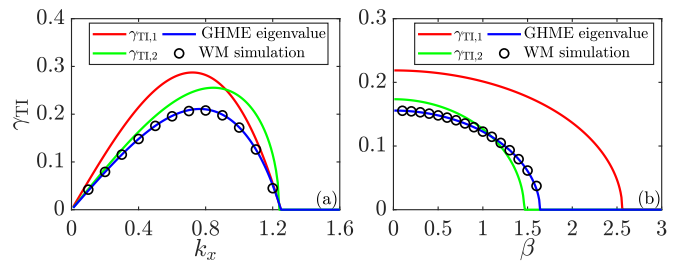 γTI,1 GHME eigenvalue
γTI,2 WM simulation
0.4
0.3
0.2
0.1
0
γTI
0 0.4 0.8 1.2 1.6
kx
(a)
γTI,1 GHME eigenvalue
γTI,2 WM simulation
0.3
0.2
0.1
0
0 0.5 1 1.5 2 2.5 3
β
(b)